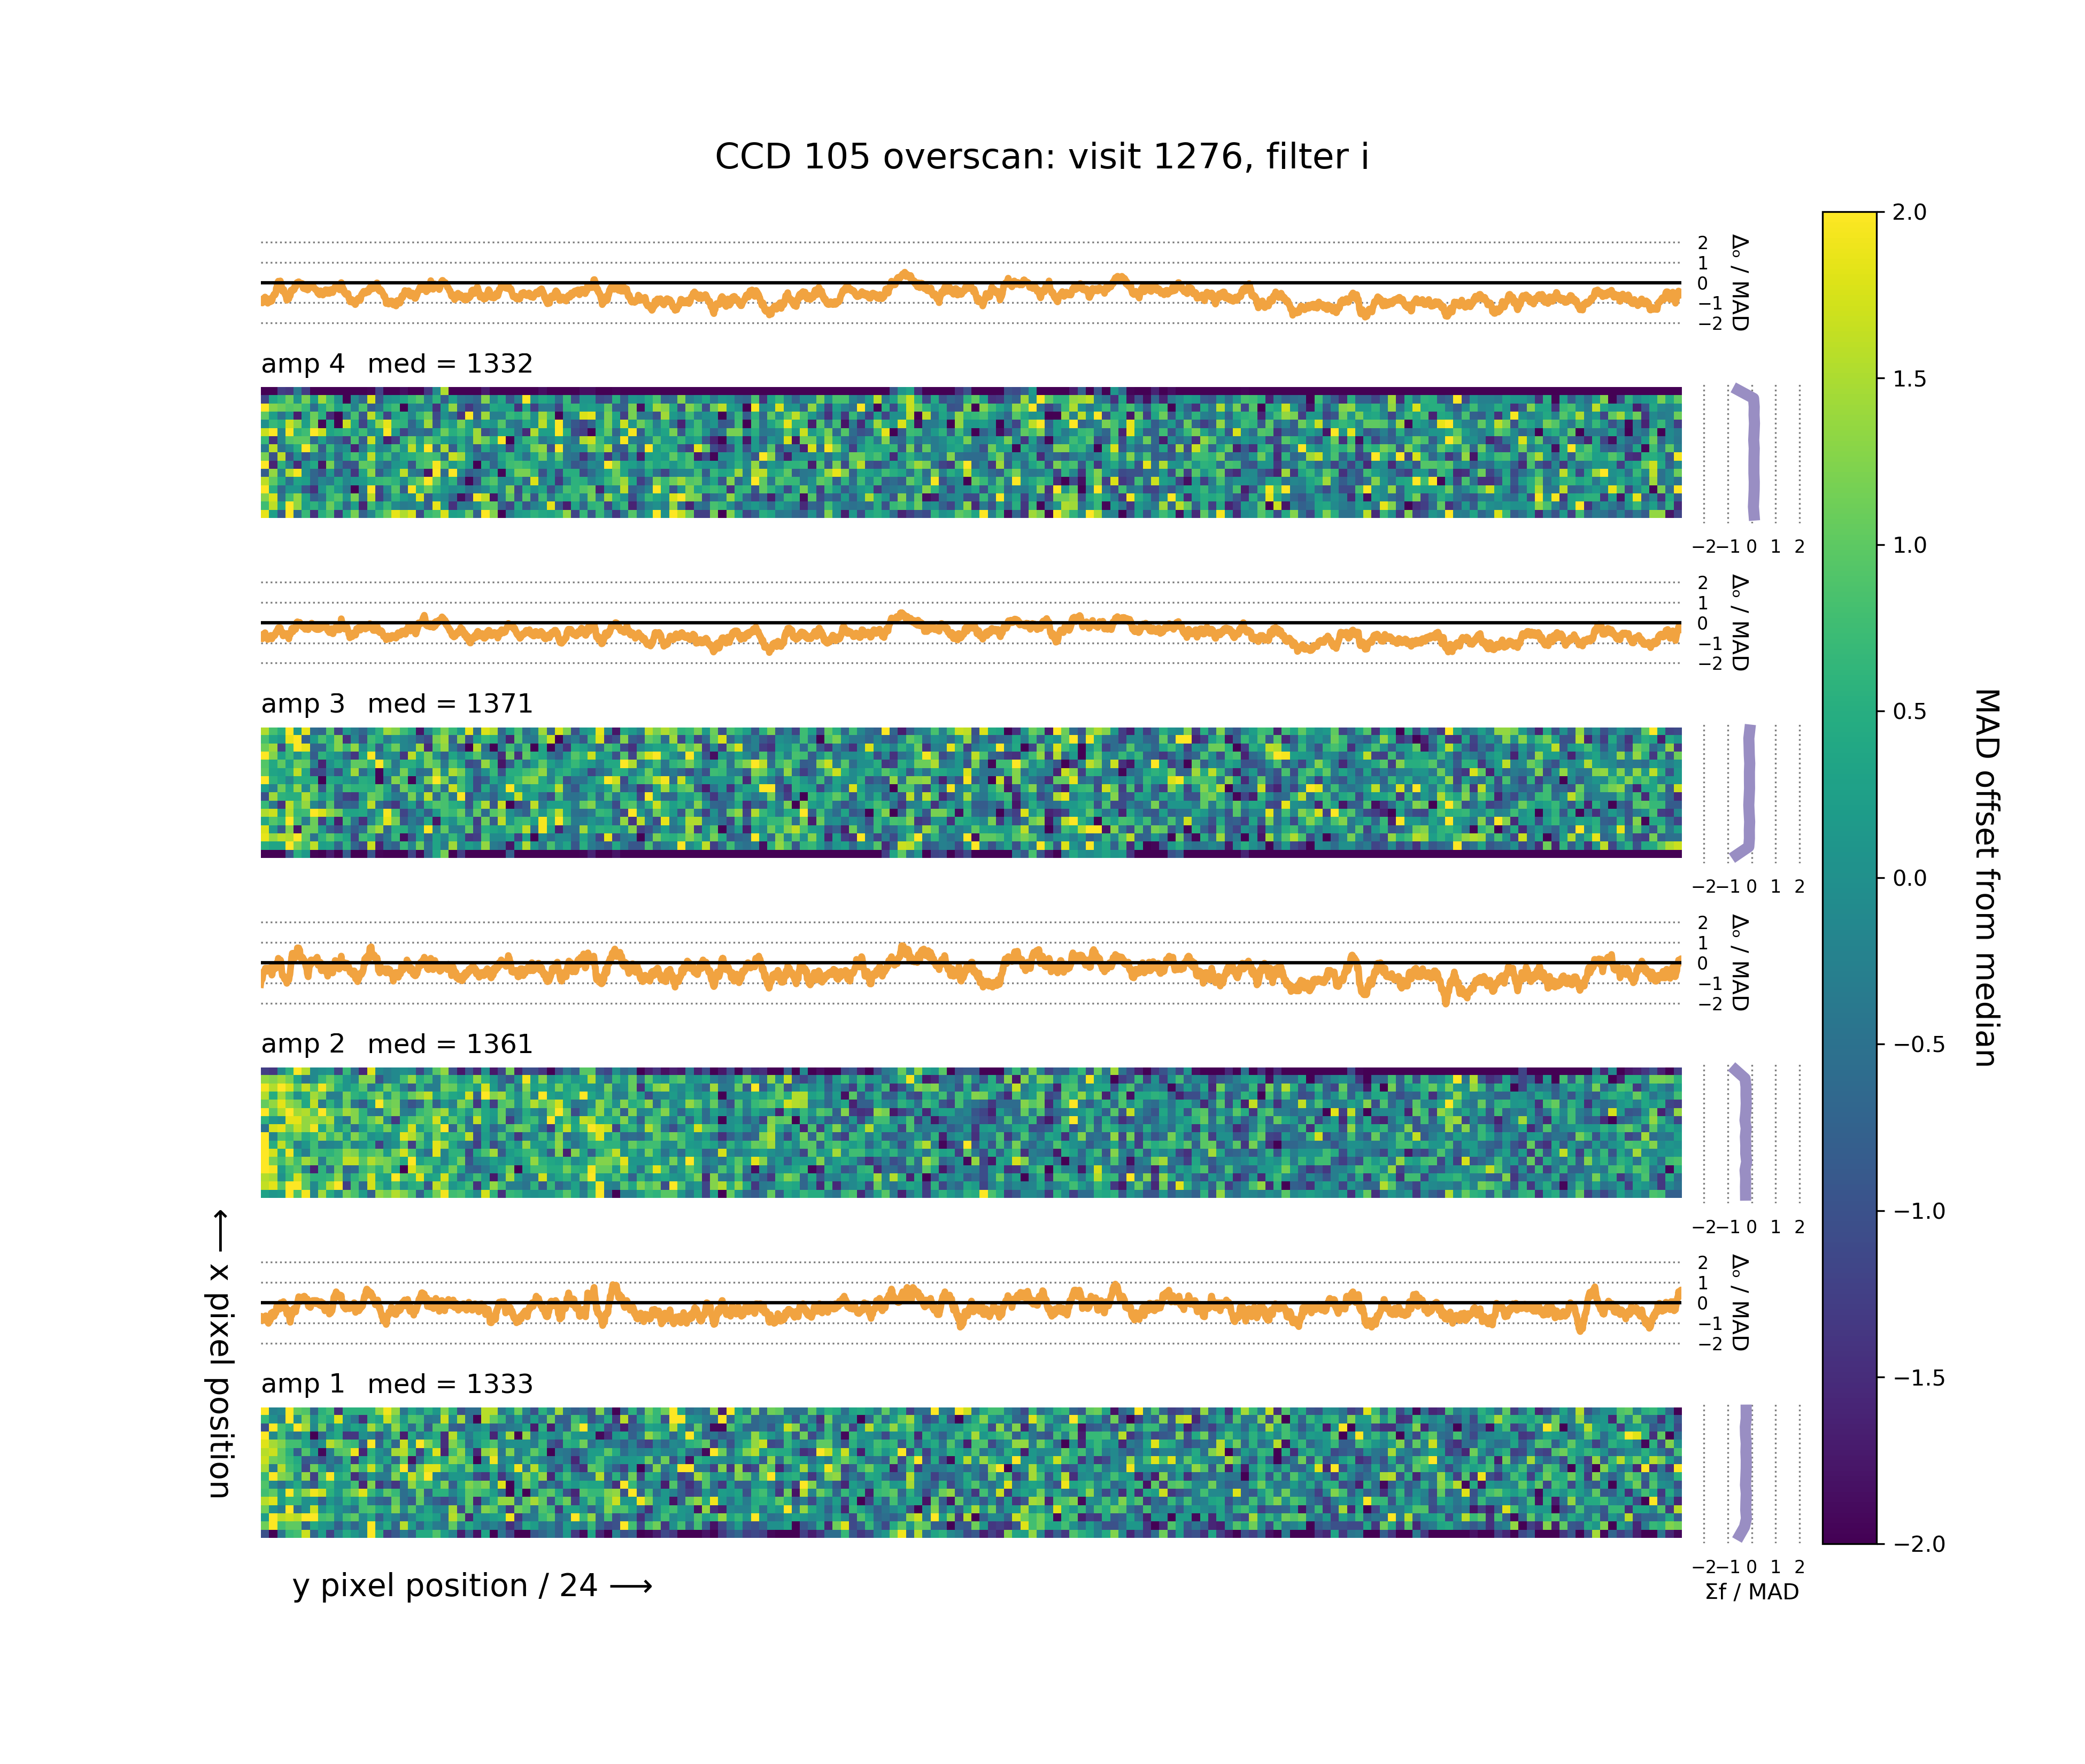 CCD 105 overscan: visit 1276, filter i
2
1
0
−1
−2
Δₒ / MAD
amp 4 med = 1332
−2 −1 0 1 2
2
1
0
−1
−2
Δₒ / MAD
amp 3 med = 1371
−2 −1 0 1 2
2
1
0
−1
−2
Δₒ / MAD
amp 2 med = 1361
−2 −1 0 1 2
2
1
0
−1
−2
Δₒ / MAD
amp 1 med = 1333
−2 −1 0 1 2
Σf / MAD
y pixel position / 24 ⟶
⟵ x pixel position
2.0
1.5
1.0
0.5
0.0
−0.5
−1.0
−1.5
−2.0
MAD offset from median